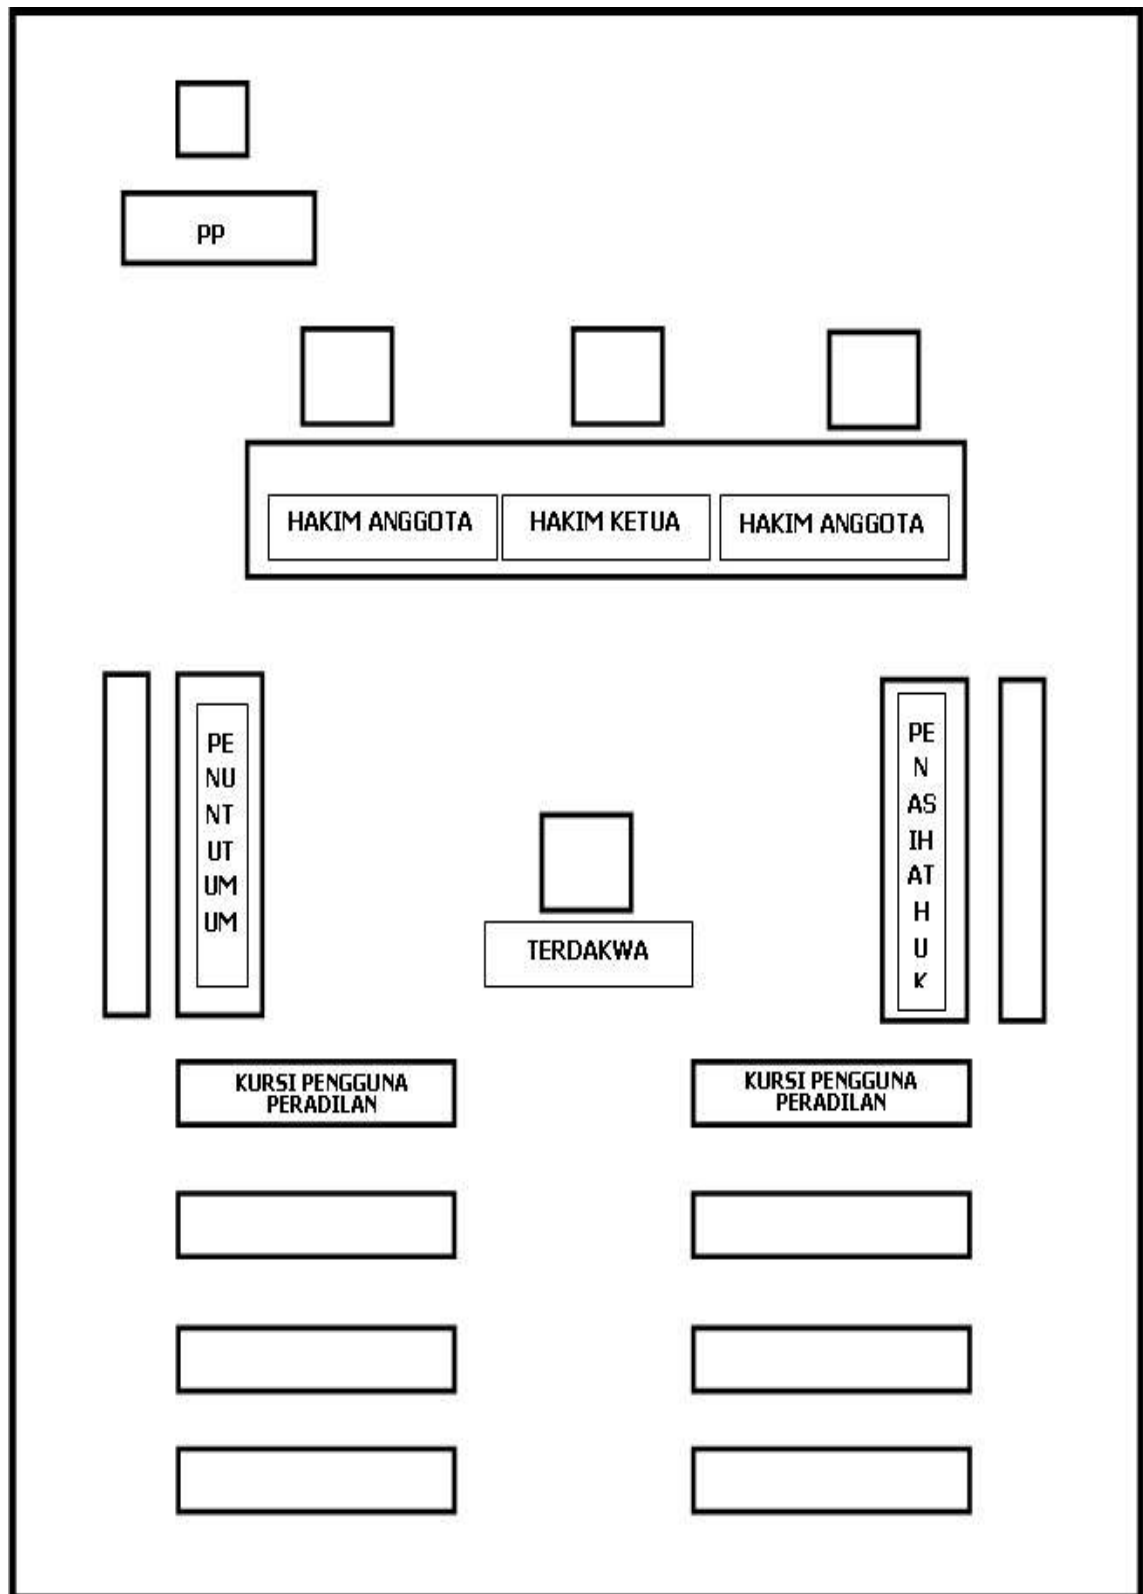 PP
HAKIM ANGGOTA
HAKIM KETUA
HAKIM ANGGOTA
PE
NU
NT
UT
UM
UM
TERDAKWA
PE
N
AS
IH
AT
H
U
K
KURSI PENGGUNA
PERADILAN
KURSI PENGGUNA
PERADILAN